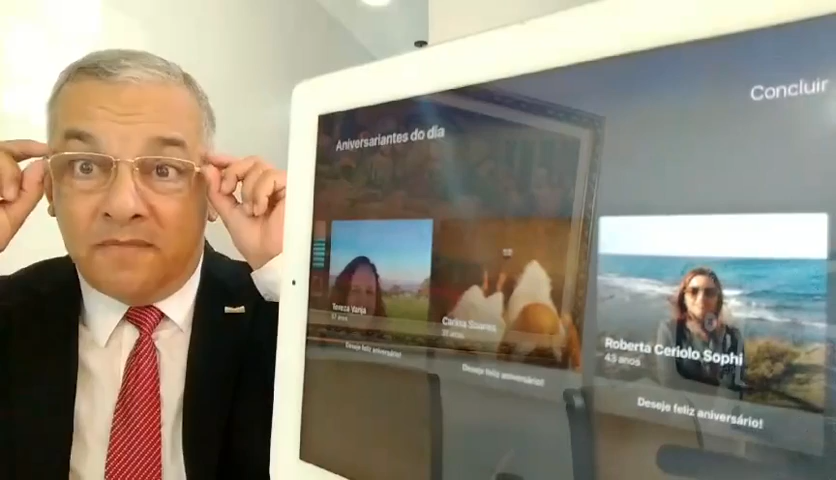 Concluir
Aniversariantes do dia
Tereza Vanja
Deseje feliz aniversário!
Carina Soares
Deseje feliz aniversário!
Roberta Ceriolo Sophi
43 anos
Deseje feliz aniversário!